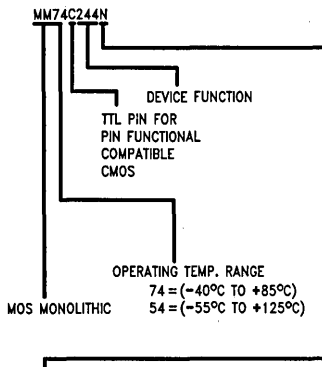 MM74C244N
DEVICE FUNCTION
TTL PIN FOR
PIN FUNCTIONAL
COMPATIBLE
CMOS
OPERATING TEMP. RANGE
74 = (−40°C TO +85°C)
MOS MONOLITHIC
54 = (−55°C TO +125°C)